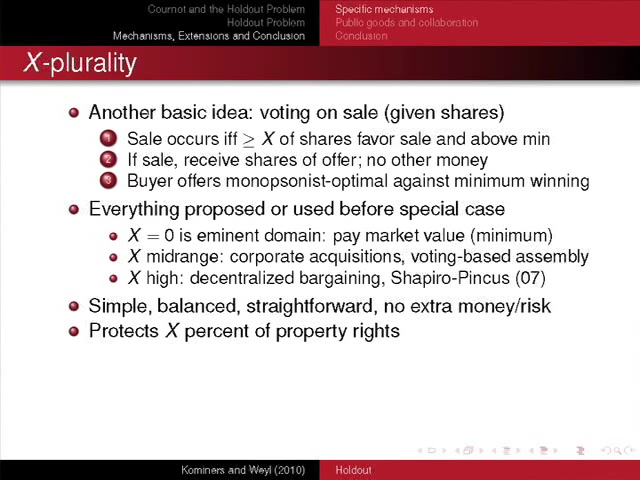 Cournot and the Holdout Problem
Holdout Problem
Mechanisms, Extensions and Conclusion
Specific mechanisms
Public goods and collaboration
Conclusion
X-plurality
Another basic idea: voting on sale (given shares)
1 Sale occurs iff ≥ X of shares favor sale and above min
2 If sale, receive shares of offer; no other money
3 Buyer offers monopsonist-optimal against minimum winning
Everything proposed or used before special case
X = 0 is eminent domain: pay market value (minimum)
X midrange: corporate acquisitions, voting-based assembly
X high: decentralized bargaining, Shapiro-Pincus (07)
Simple, balanced, straightforward, no extra money/risk
Protects X percent of property rights
Kominers and Weyl (2010)
Holdout